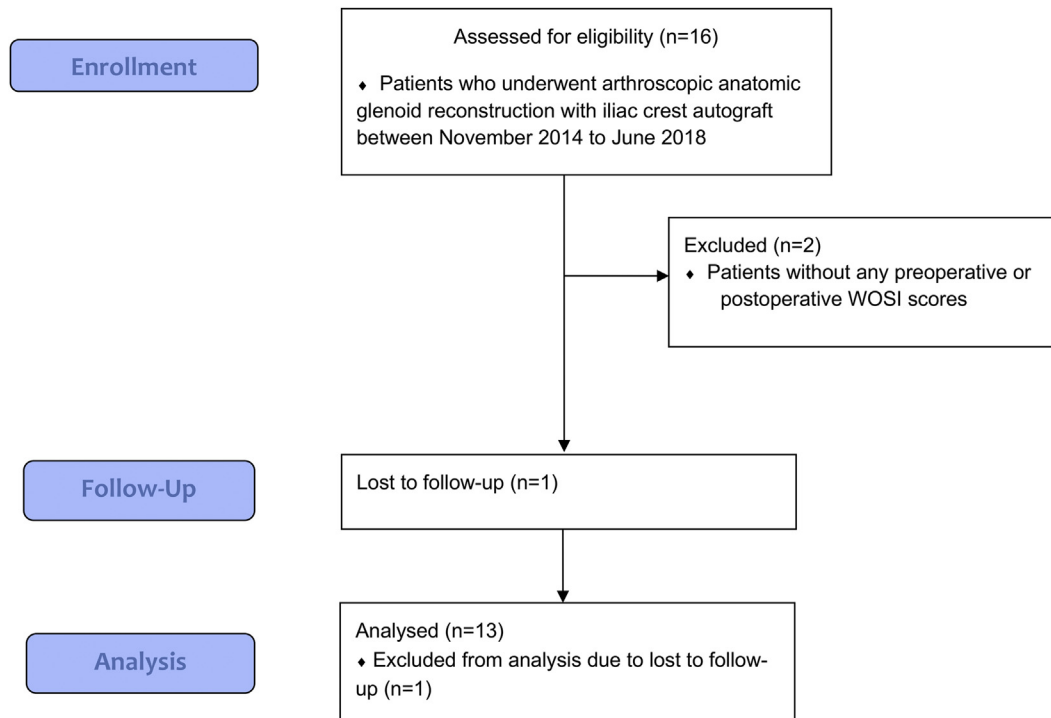 Enrollment
Assessed for eligibility (n=16)
♦ Patients who underwent arthroscopic anatomic
glenoid reconstruction with iliac crest autograft
between November 2014 to June 2018
Excluded (n=2)
♦ Patients without any preoperative or
postoperative WOSI scores
Follow-Up
Lost to follow-up (n=1)
Analysis
Analysed (n=13)
♦ Excluded from analysis due to lost to follow-
up (n=1)